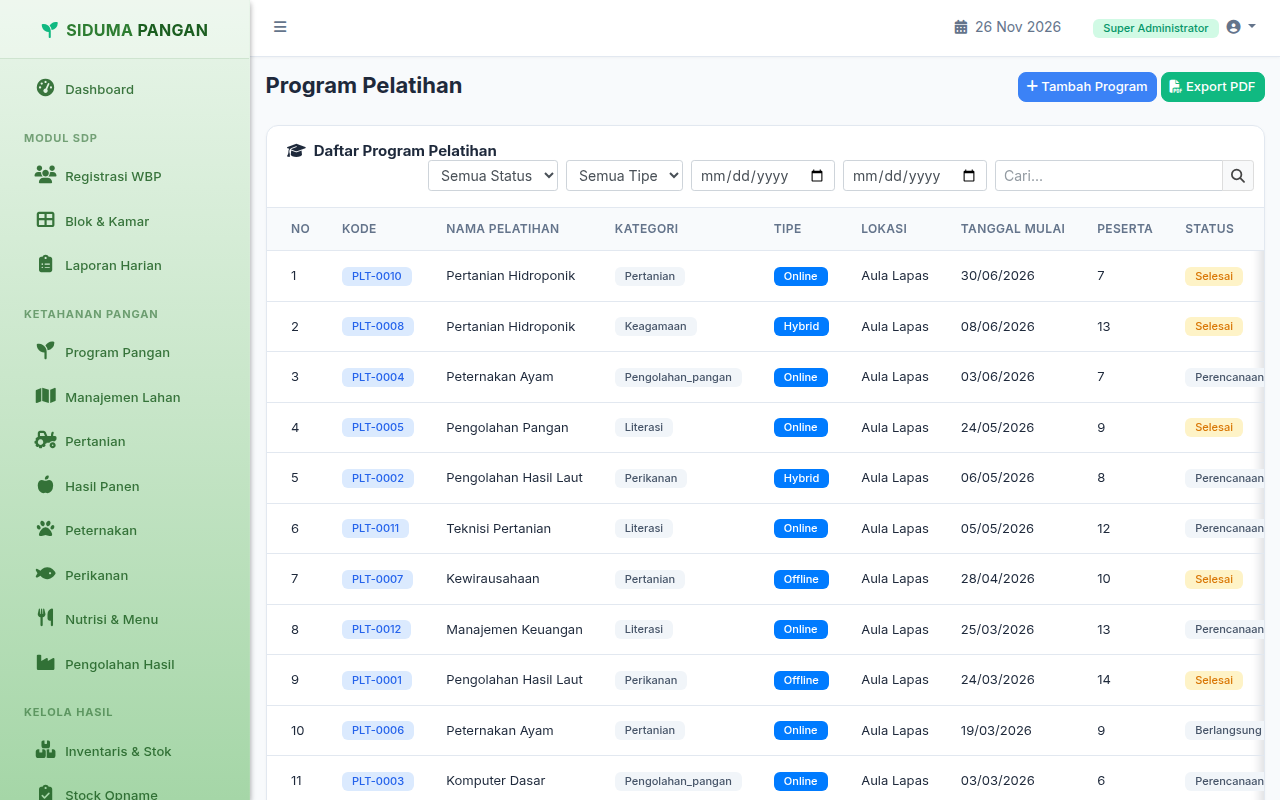 SIDUMA PANGAN
26 Nov 2026
Super Administrator
Dashboard
MODUL SDP
Registrasi WBP
Blok & Kamar
Laporan Harian
KETAHANAN PANGAN
Program Pangan
Manajemen Lahan
Pertanian
Hasil Panen
Peternakan
Perikanan
Nutrisi & Menu
Pengolahan Hasil
KELOLA HASIL
Inventaris & Stok
Stock Opname
Program Pelatihan
Tambah Program
Export PDF
Daftar Program Pelatihan
Semua Status Semua Tipe mm/dd/yyyy mm/dd/yyyy Cari...
NO KODE NAMA PELATIHAN KATEGORI TIPE LOKASI TANGGAL MULAI PESERTA STATUS
1 PLT-0010 Pertanian Hidroponik Pertanian Online Aula Lapas 30/06/2026 7 Selesai
2 PLT-0008 Pertanian Hidroponik Keagamaan Hybrid Aula Lapas 08/06/2026 13 Selesai
3 PLT-0004 Peternakan Ayam Pengolahan_pangan Online Aula Lapas 03/06/2026 7 Perencanaan
4 PLT-0005 Pengolahan Pangan Literasi Online Aula Lapas 24/05/2026 9 Selesai
5 PLT-0002 Pengolahan Hasil Laut Perikanan Hybrid Aula Lapas 06/05/2026 8 Perencanaan
6 PLT-0011 Teknisi Pertanian Literasi Online Aula Lapas 05/05/2026 12 Perencanaan
7 PLT-0007 Kewirausahaan Pertanian Offline Aula Lapas 28/04/2026 10 Selesai
8 PLT-0012 Manajemen Keuangan Literasi Online Aula Lapas 25/03/2026 13 Perencanaan
9 PLT-0001 Pengolahan Hasil Laut Perikanan Offline Aula Lapas 24/03/2026 14 Selesai
10 PLT-0006 Peternakan Ayam Pertanian Online Aula Lapas 19/03/2026 9 Berlangsung
11 PLT-0003 Komputer Dasar Pengolahan_pangan Online Aula Lapas 03/03/2026 6 Perencanaan